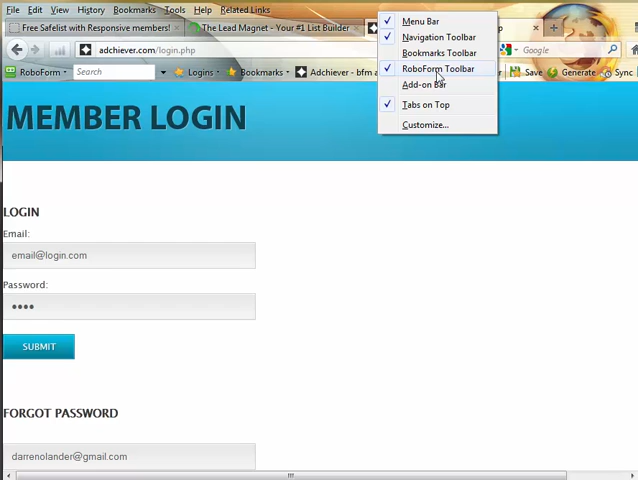 File Edit View History Bookmarks Tools Help Related Links
Free Safelist with Responsive members!
The Lead Magnet - Your #1 List Builder
adchiever.com/login.php
Google
RoboForm
Search
Logins
Bookmarks
Adchiever - bfm a
Save
Generate
Sync
Menu Bar
Navigation Toolbar
Bookmarks Toolbar
RoboForm Toolbar
Add-on Bar
Tabs on Top
Customize...
MEMBER LOGIN
LOGIN
Email:
email@login.com
Password:
••••
SUBMIT
FORGOT PASSWORD
darrenolander@gmail.com